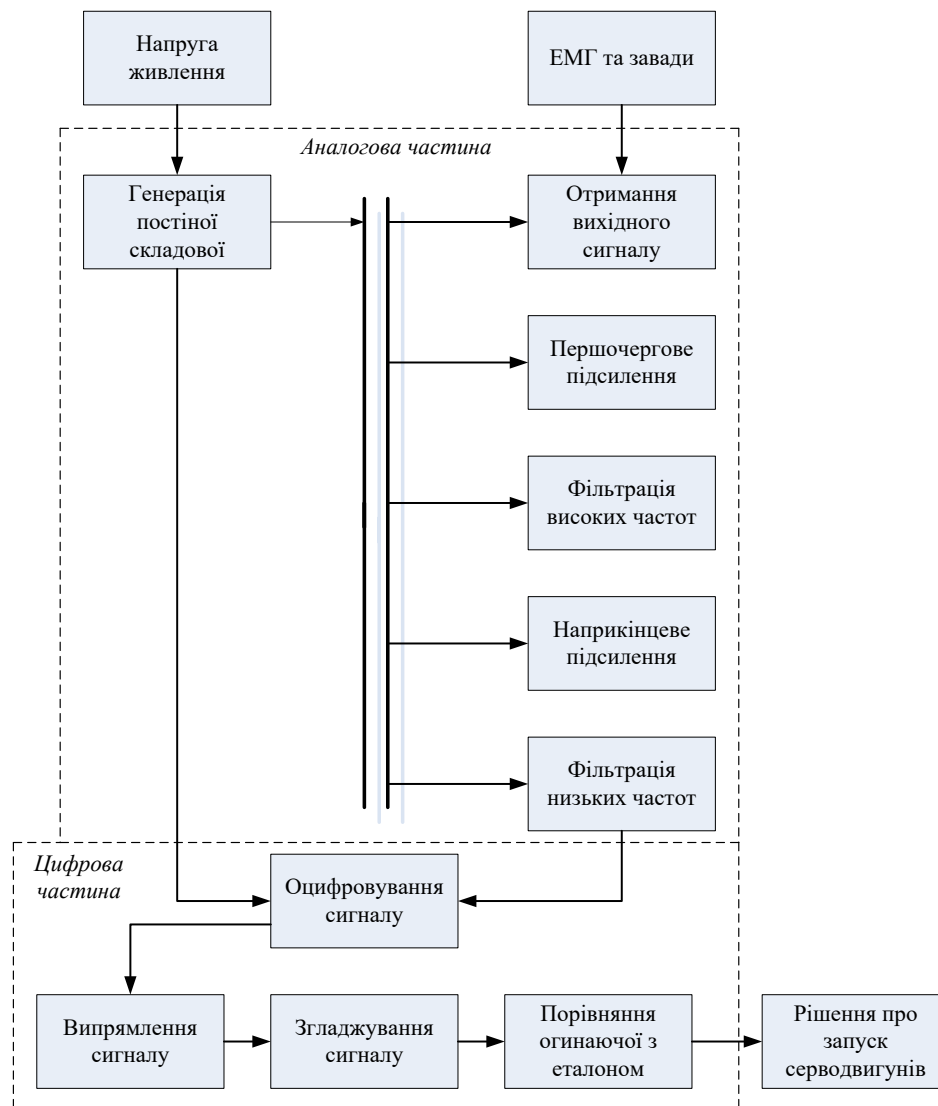 Напруга
живлення
ЕМГ та завади
Аналогова частина
Генерація
постіної
складової
Отримання
вихідного
сигналу
Першочергове
підсилення
Фільтрація
високих частот
Наприкінцеве
підсилення
Фільтрація
низьких частот
Цифрова
частина
Оцифровування
сигналу
Випрямлення
сигналу
Згладжування
сигналу
Порівняння
огинаючої з
еталоном
Рішення про
запуск
серводвигунів